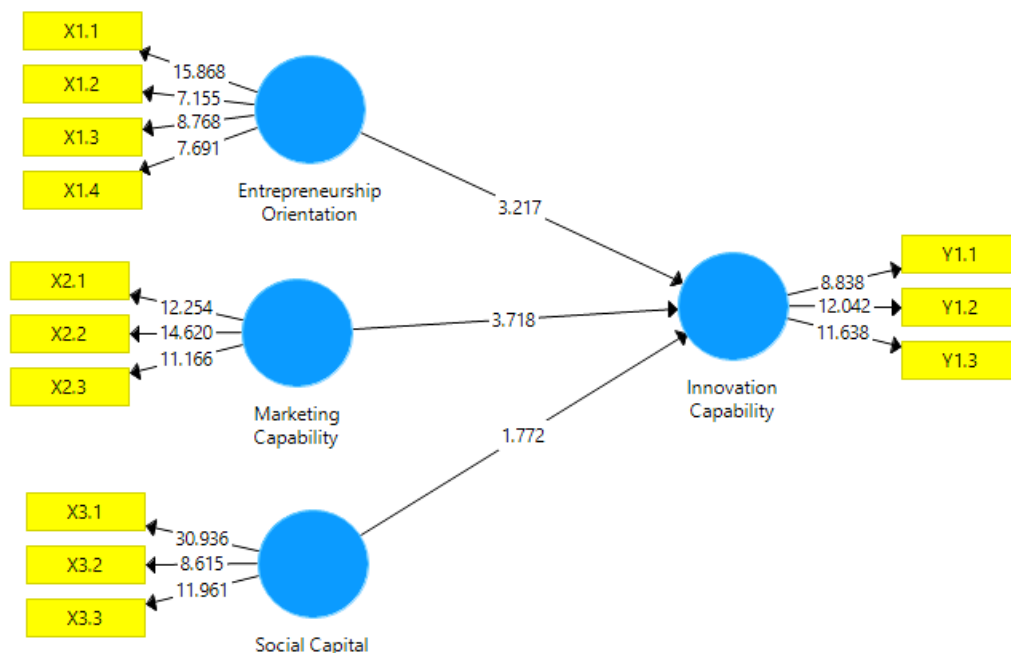 X1.1
15.868
X1.2
7.155
X1.3
8.768
7.691
X1.4
Entrepreneurship
Orientation
3.217
X2.1
12.254
X2.2
14.620
X2.3
11.166
Marketing
Capability
3.718
X3.1
30.936
X3.2
8.615
X3.3
11.961
Social Capital
1.772
Innovation
Capability
Y1.1
8.838
Y1.2
12.042
Y1.3
11.638